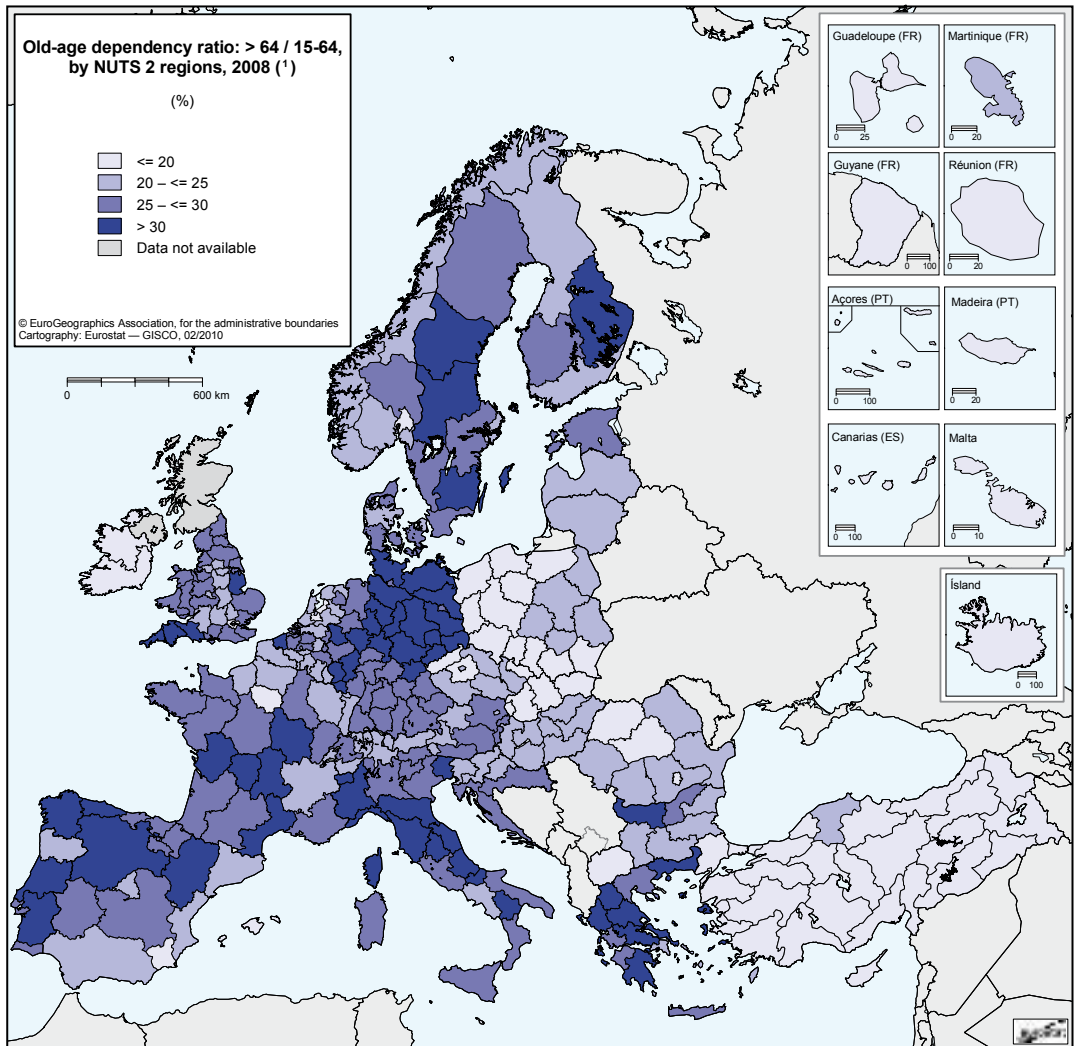 Old-age dependency ratio: > 64 / 15-64,
by NUTS 2 regions, 2008 (¹)
(%)
<= 20
20 – <= 25
25 – <= 30
> 30
Data not available
© EuroGeographics Association, for the administrative boundaries
Cartography: Eurostat — GISCO, 02/2010
0 600 km
Guadeloupe (FR)
0 25
Martinique (FR)
0 20
Guyane (FR)
0 100
Réunion (FR)
0 20
Açores (PT)
0 100
Madeira (PT)
0 20
Canarias (ES)
0 100
Malta
0 10
Ísland
0 100